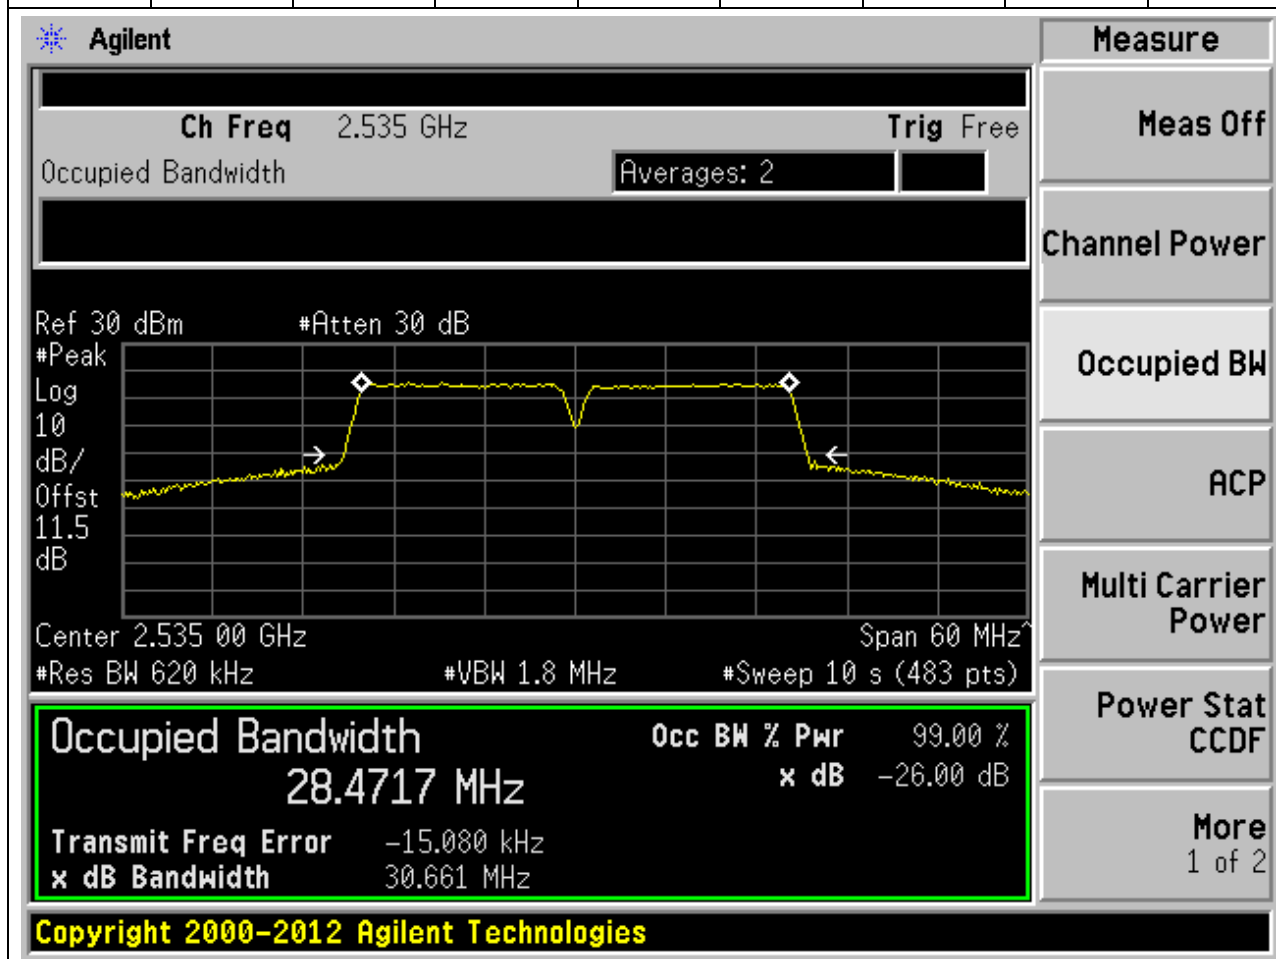 Agilent
Measure
Ch Freq 2.535 GHz Trig Free
Occupied Bandwidth Averages: 2
Meas Off
Channel Power
Occupied BW
ACP
Multi Carrier
Power
Power Stat
CCDF
More
1 of 2
Ref 30 dBm #Atten 30 dB
#Peak
Log
10
dB/
Offst
11.5
dB
Center 2.535 00 GHz Span 60 MHz^
#Res BW 620 kHz #VBW 1.8 MHz #Sweep 10 s (483 pts)
Occupied Bandwidth Occ BW % Pwr 99.00 %
28.4717 MHz x dB -26.00 dB
Transmit Freq Error -15.080 kHz
x dB Bandwidth 30.661 MHz
Copyright 2000-2012 Agilent Technologies